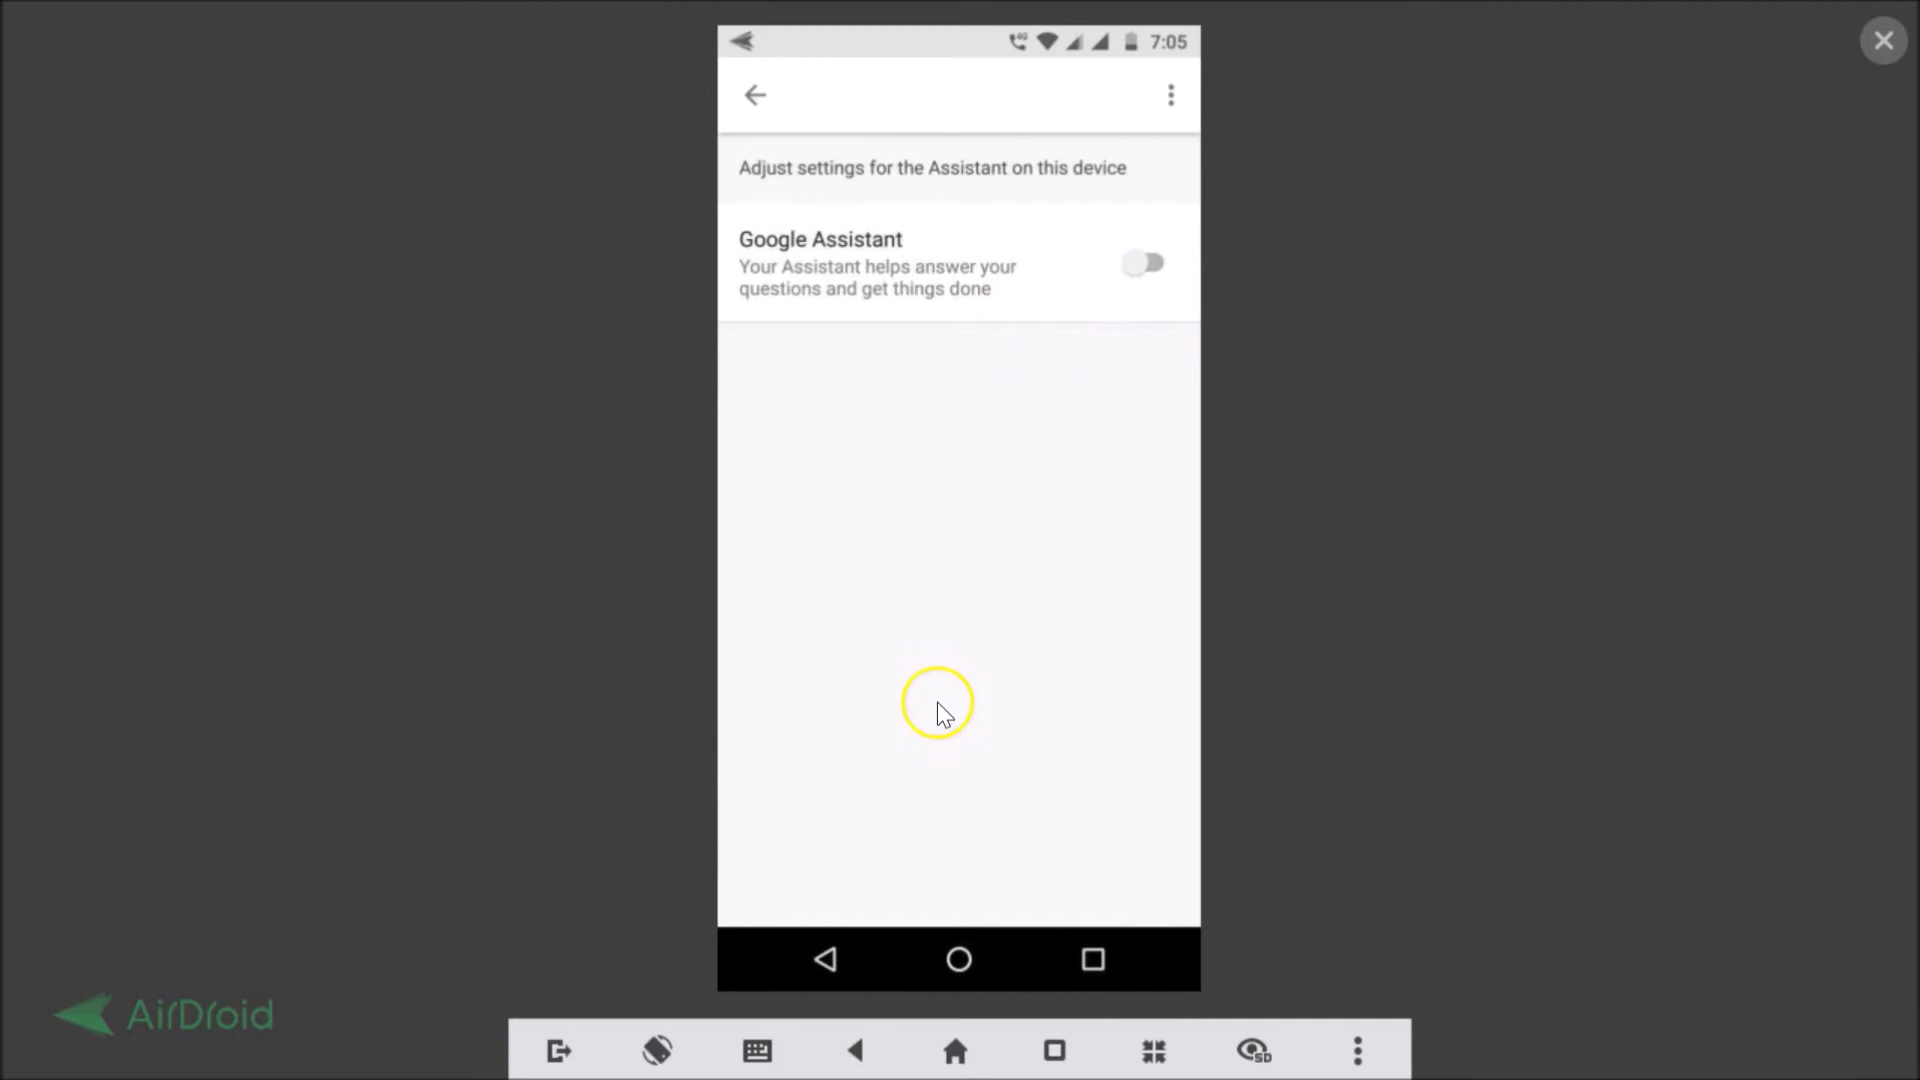 7:05
Adjust settings for the Assistant on this device
Google Assistant
Your Assistant helps answer your
questions and get things done
AirDroid
SD